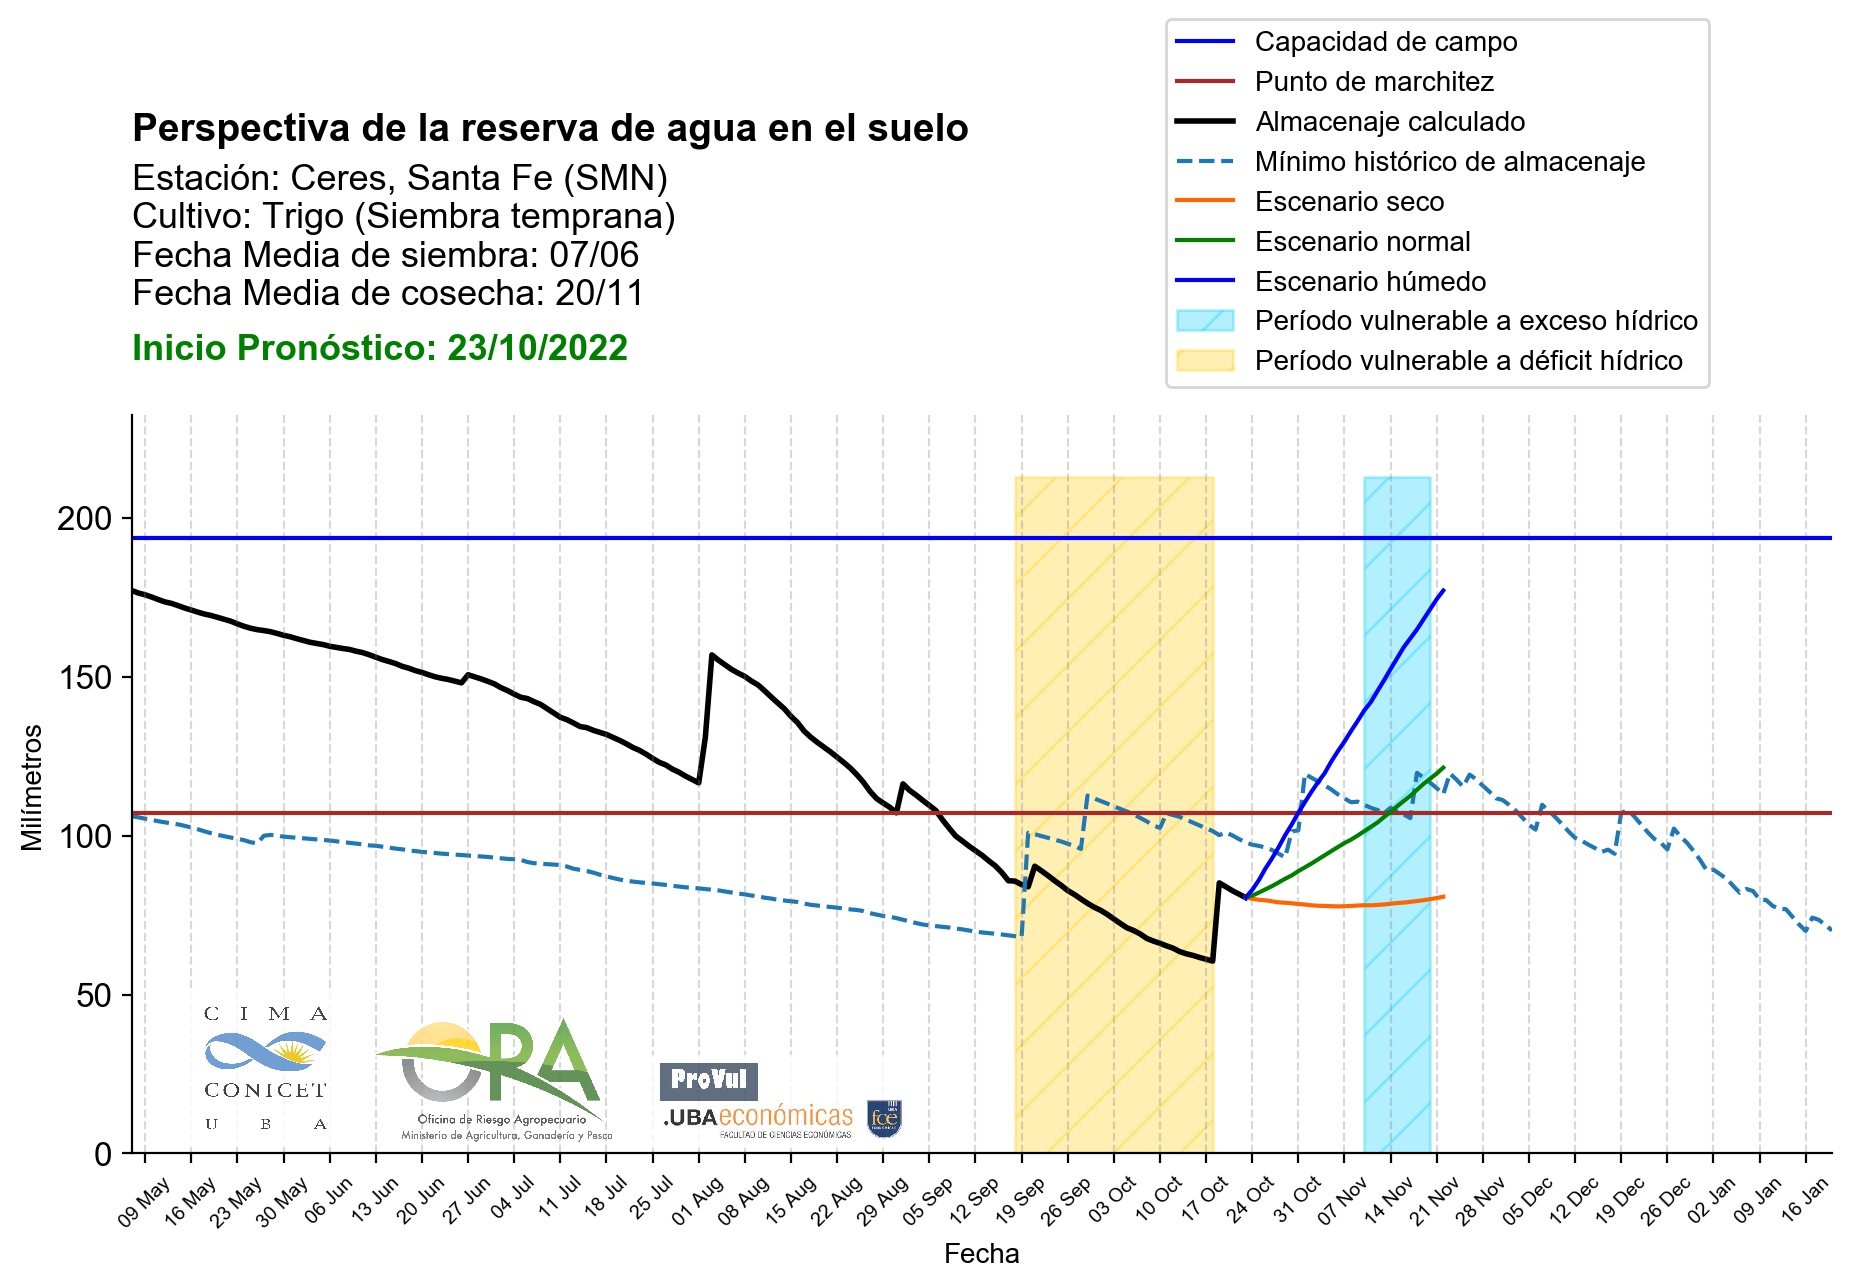 Capacidad de campo
Punto de marchitez
Almacenaje calculado
Mínimo histórico de almacenaje
Escenario seco
Escenario normal
Escenario húmedo
Período vulnerable a exceso hídrico
Período vulnerable a déficit hídrico
Perspectiva de la reserva de agua en el suelo
Estación: Ceres, Santa Fe (SMN)
Cultivo: Trigo (Siembra temprana)
Fecha Media de siembra: 07/06
Fecha Media de cosecha: 20/11
Inicio Pronóstico: 23/10/2022
Milímetros
200
150
100
50
0
CIMA
CONICET
UBA
ORA
Oficina de Riesgo Agropecuario
Ministerio de Agricultura, Ganadería y Pesca
ProVul
.UBAeconómicas
FACULTAD DE CIENCIAS ECONÓMICAS
fce
09 May
16 May
23 May
30 May
06 Jun
13 Jun
20 Jun
27 Jun
04 Jul
11 Jul
18 Jul
25 Jul
01 Aug
08 Aug
15 Aug
22 Aug
29 Aug
05 Sep
12 Sep
19 Sep
26 Sep
03 Oct
10 Oct
17 Oct
24 Oct
31 Oct
07 Nov
14 Nov
21 Nov
28 Nov
05 Dec
12 Dec
19 Dec
26 Dec
02 Jan
09 Jan
16 Jan
Fecha